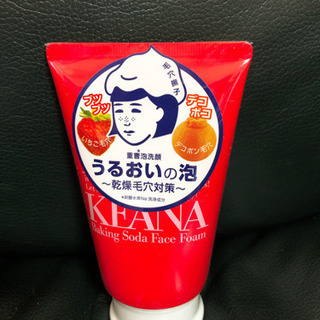 毛穴撫子
ブツブツ
いちご毛穴
デコボコ
デコポン毛穴
重曹泡洗顔
うるおいの泡
～乾燥毛穴対策～
KEANA
Baking Soda Face Foam